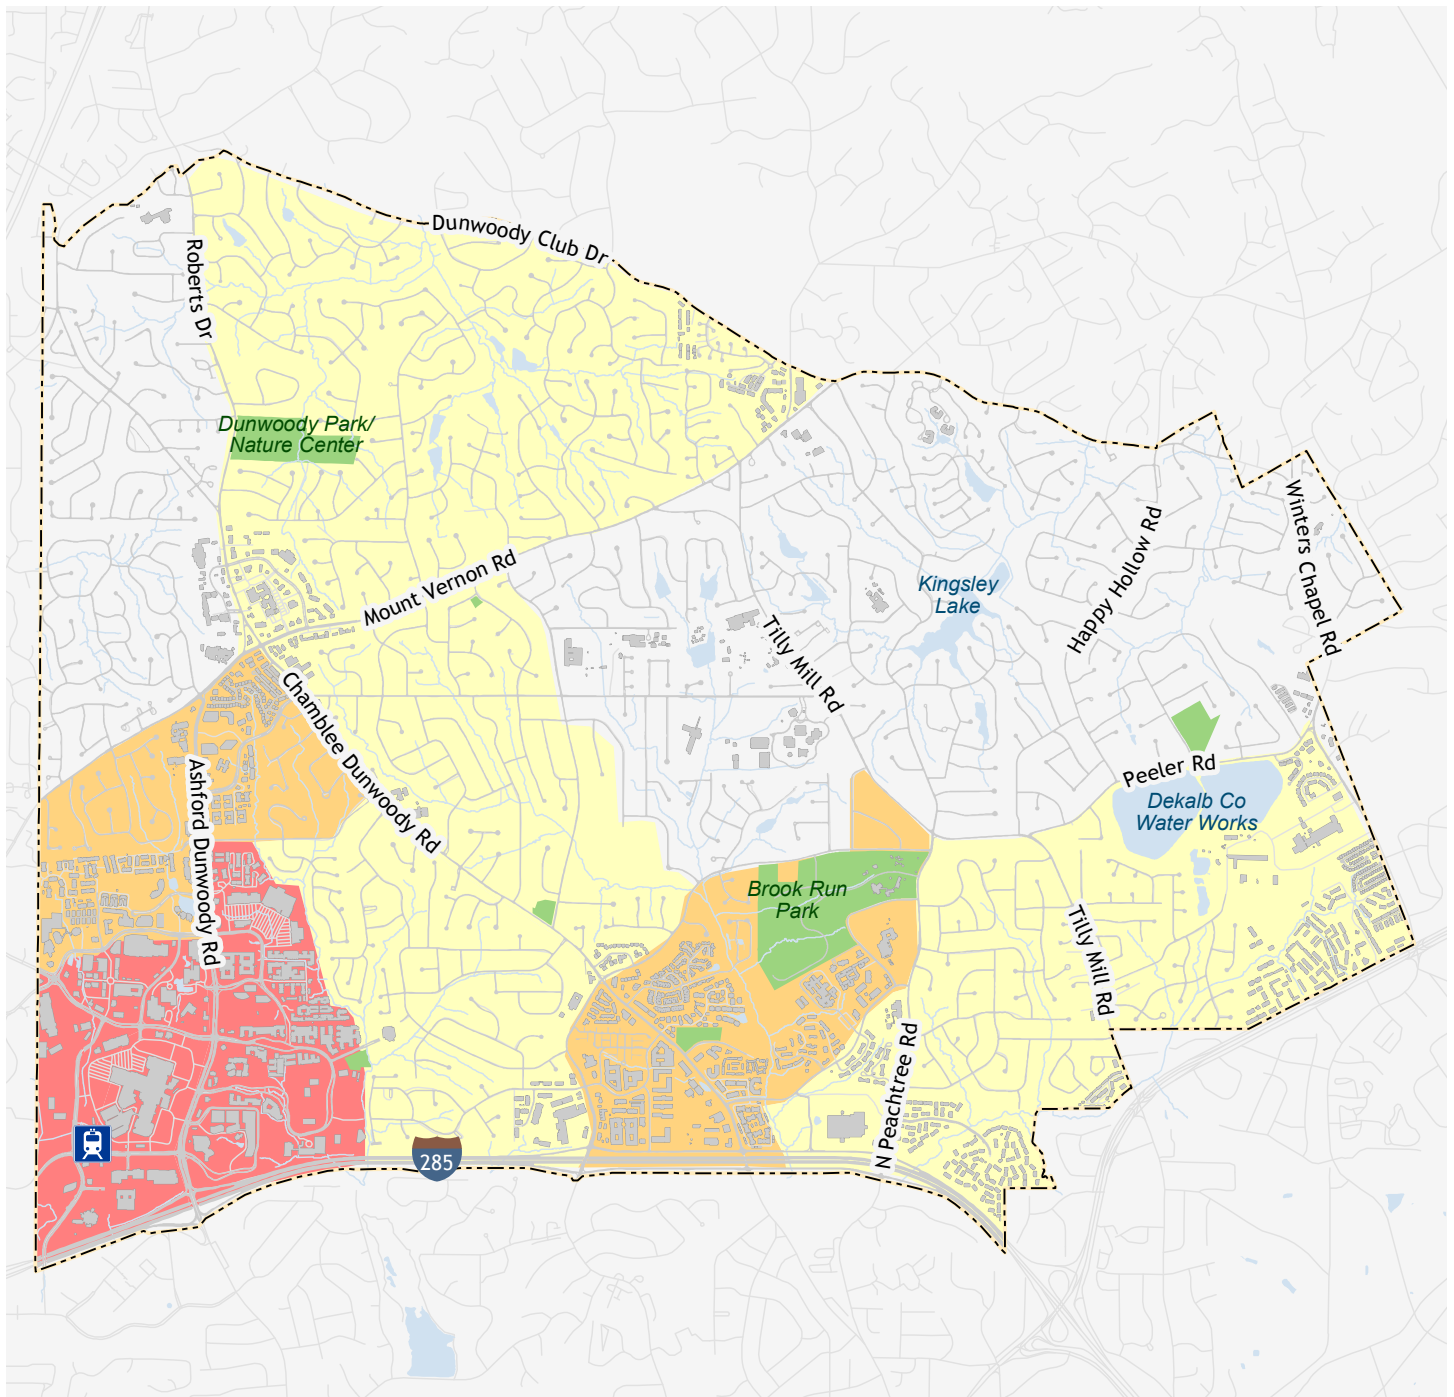 Dunwoody Club Dr
Roberts Dr
Dunwoody Park/
Nature Center
Mount Vernon Rd
Winters Chapel Rd
Happy Hollow Rd
Kingsley
Lake
Tilly Mill Rd
Chamblee Dunwoody Rd
Ashford Dunwoody Rd
Peeler Rd
Dekalb Co
Water Works
Brook Run
Park
Tilly Mill Rd
N Peachtree Rd
285